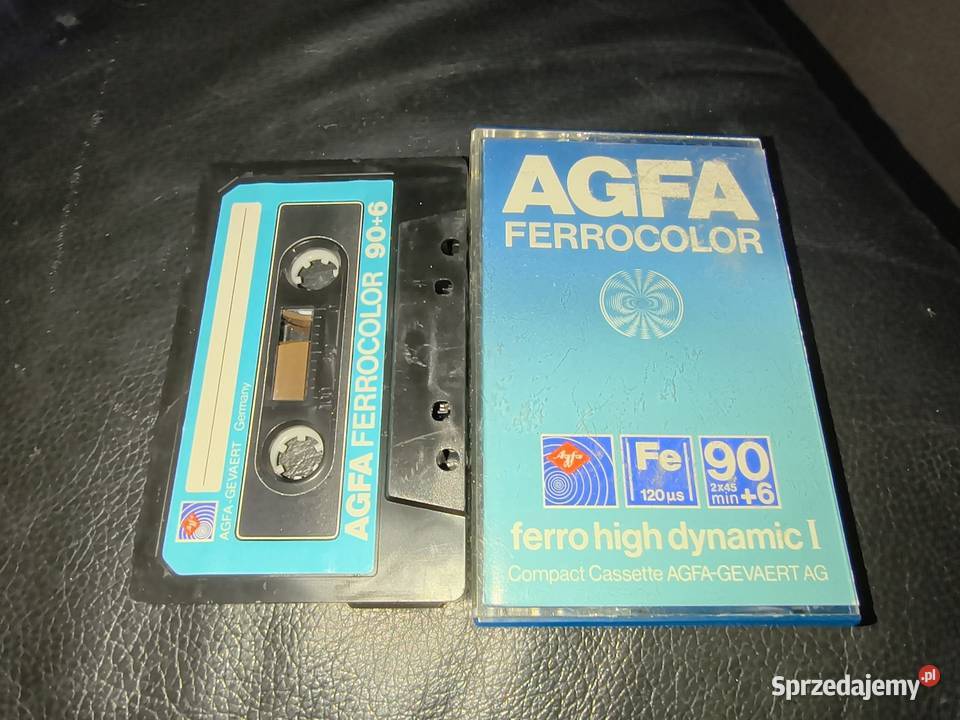 AGFA FERROCOLOR 90+6
AGFA-GEVAERT Germany
AGFA
FERROCOLOR
Agfa
Fe
120 µs
90
2x45
min +6
ferro high dynamic I
Compact Cassette AGFA-GEVAERT AG
Sprzedajemy.pl